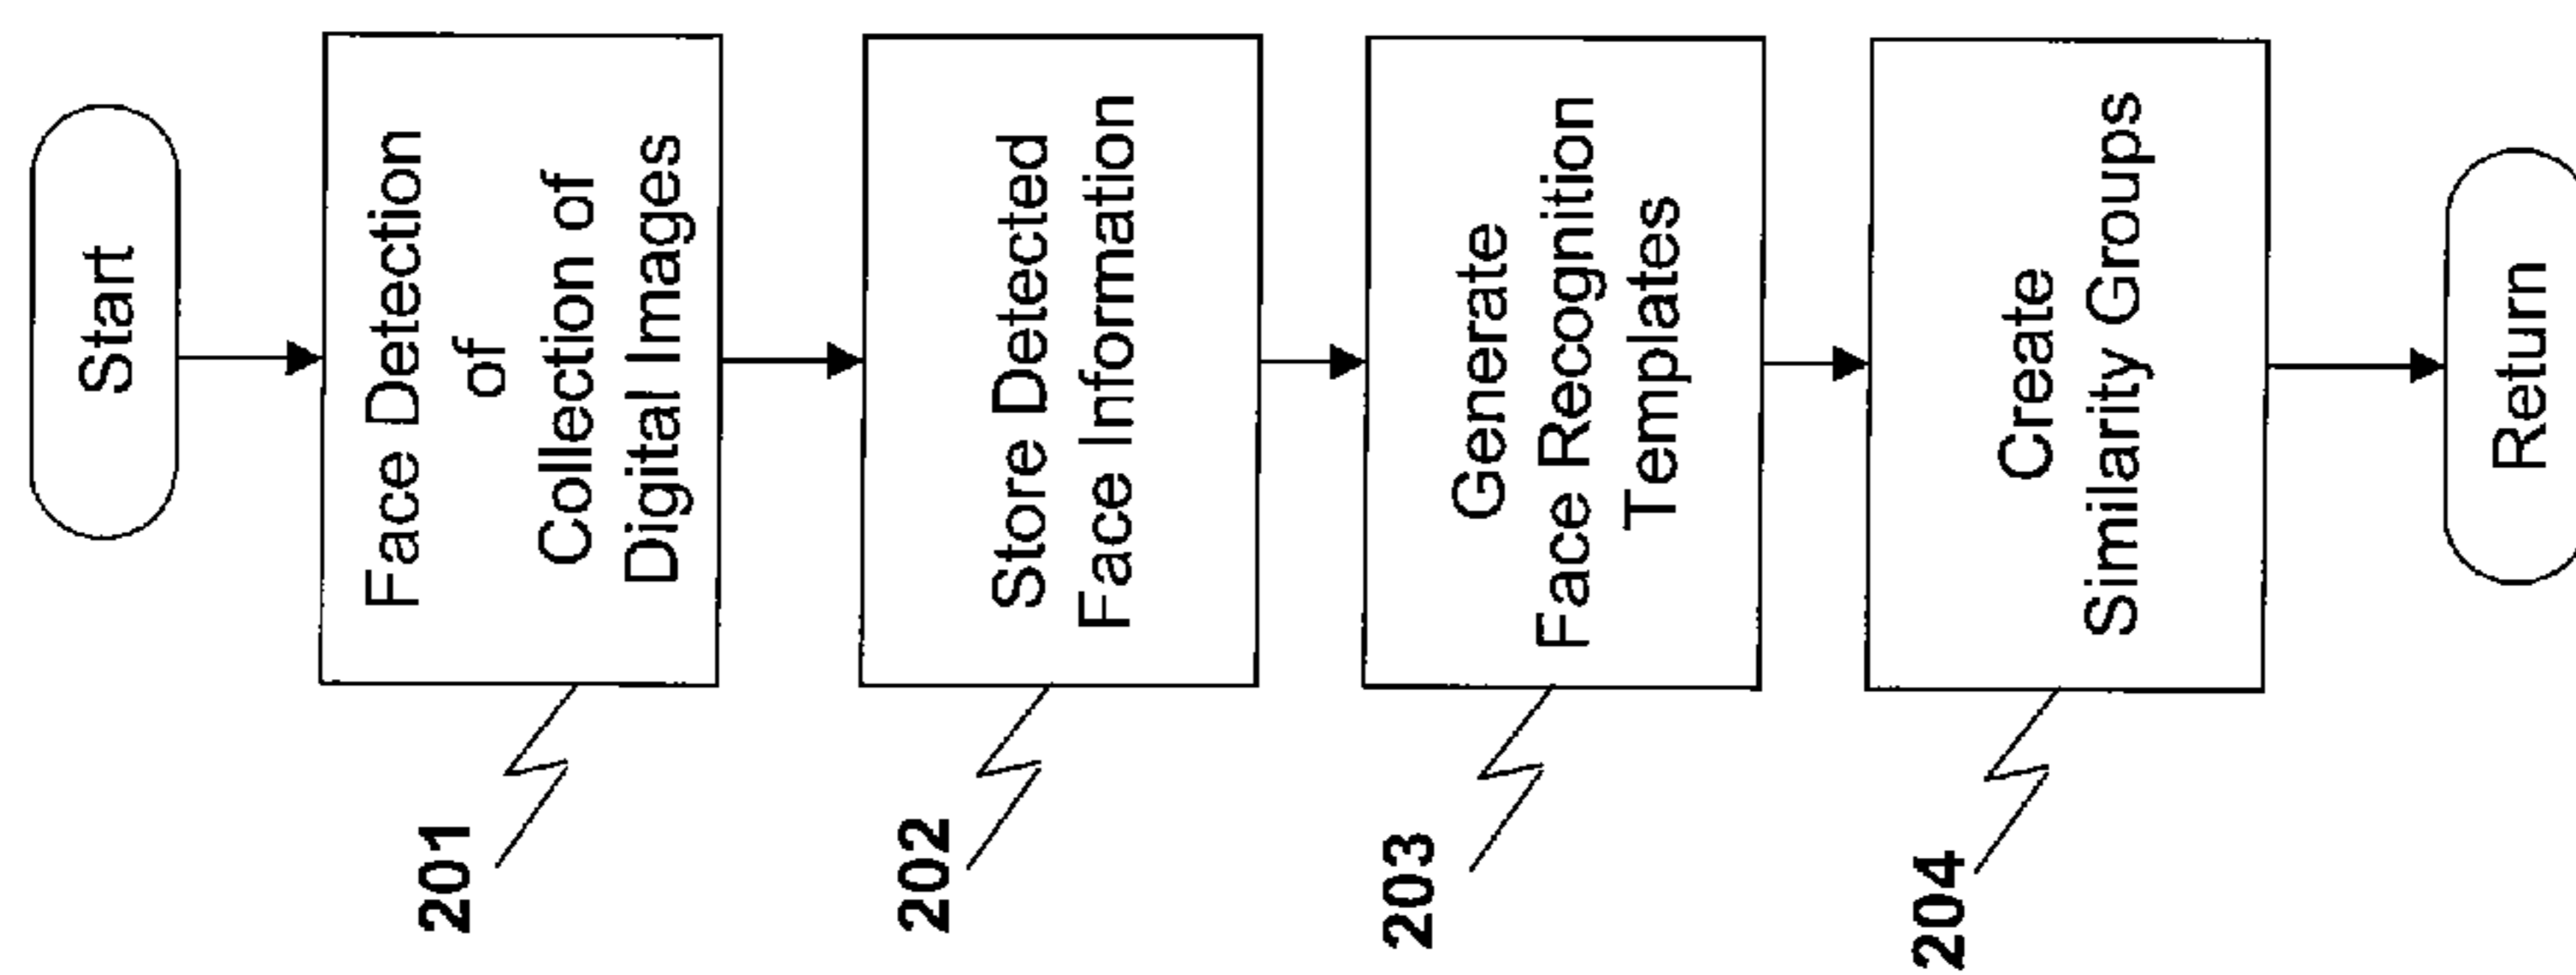 Start
Face Detection
of
Collection of
Digital Images
201
Store Detected
Face Information
202
Generate
Face Recognition
Templates
203
Create
Similarity Groups
204
Return